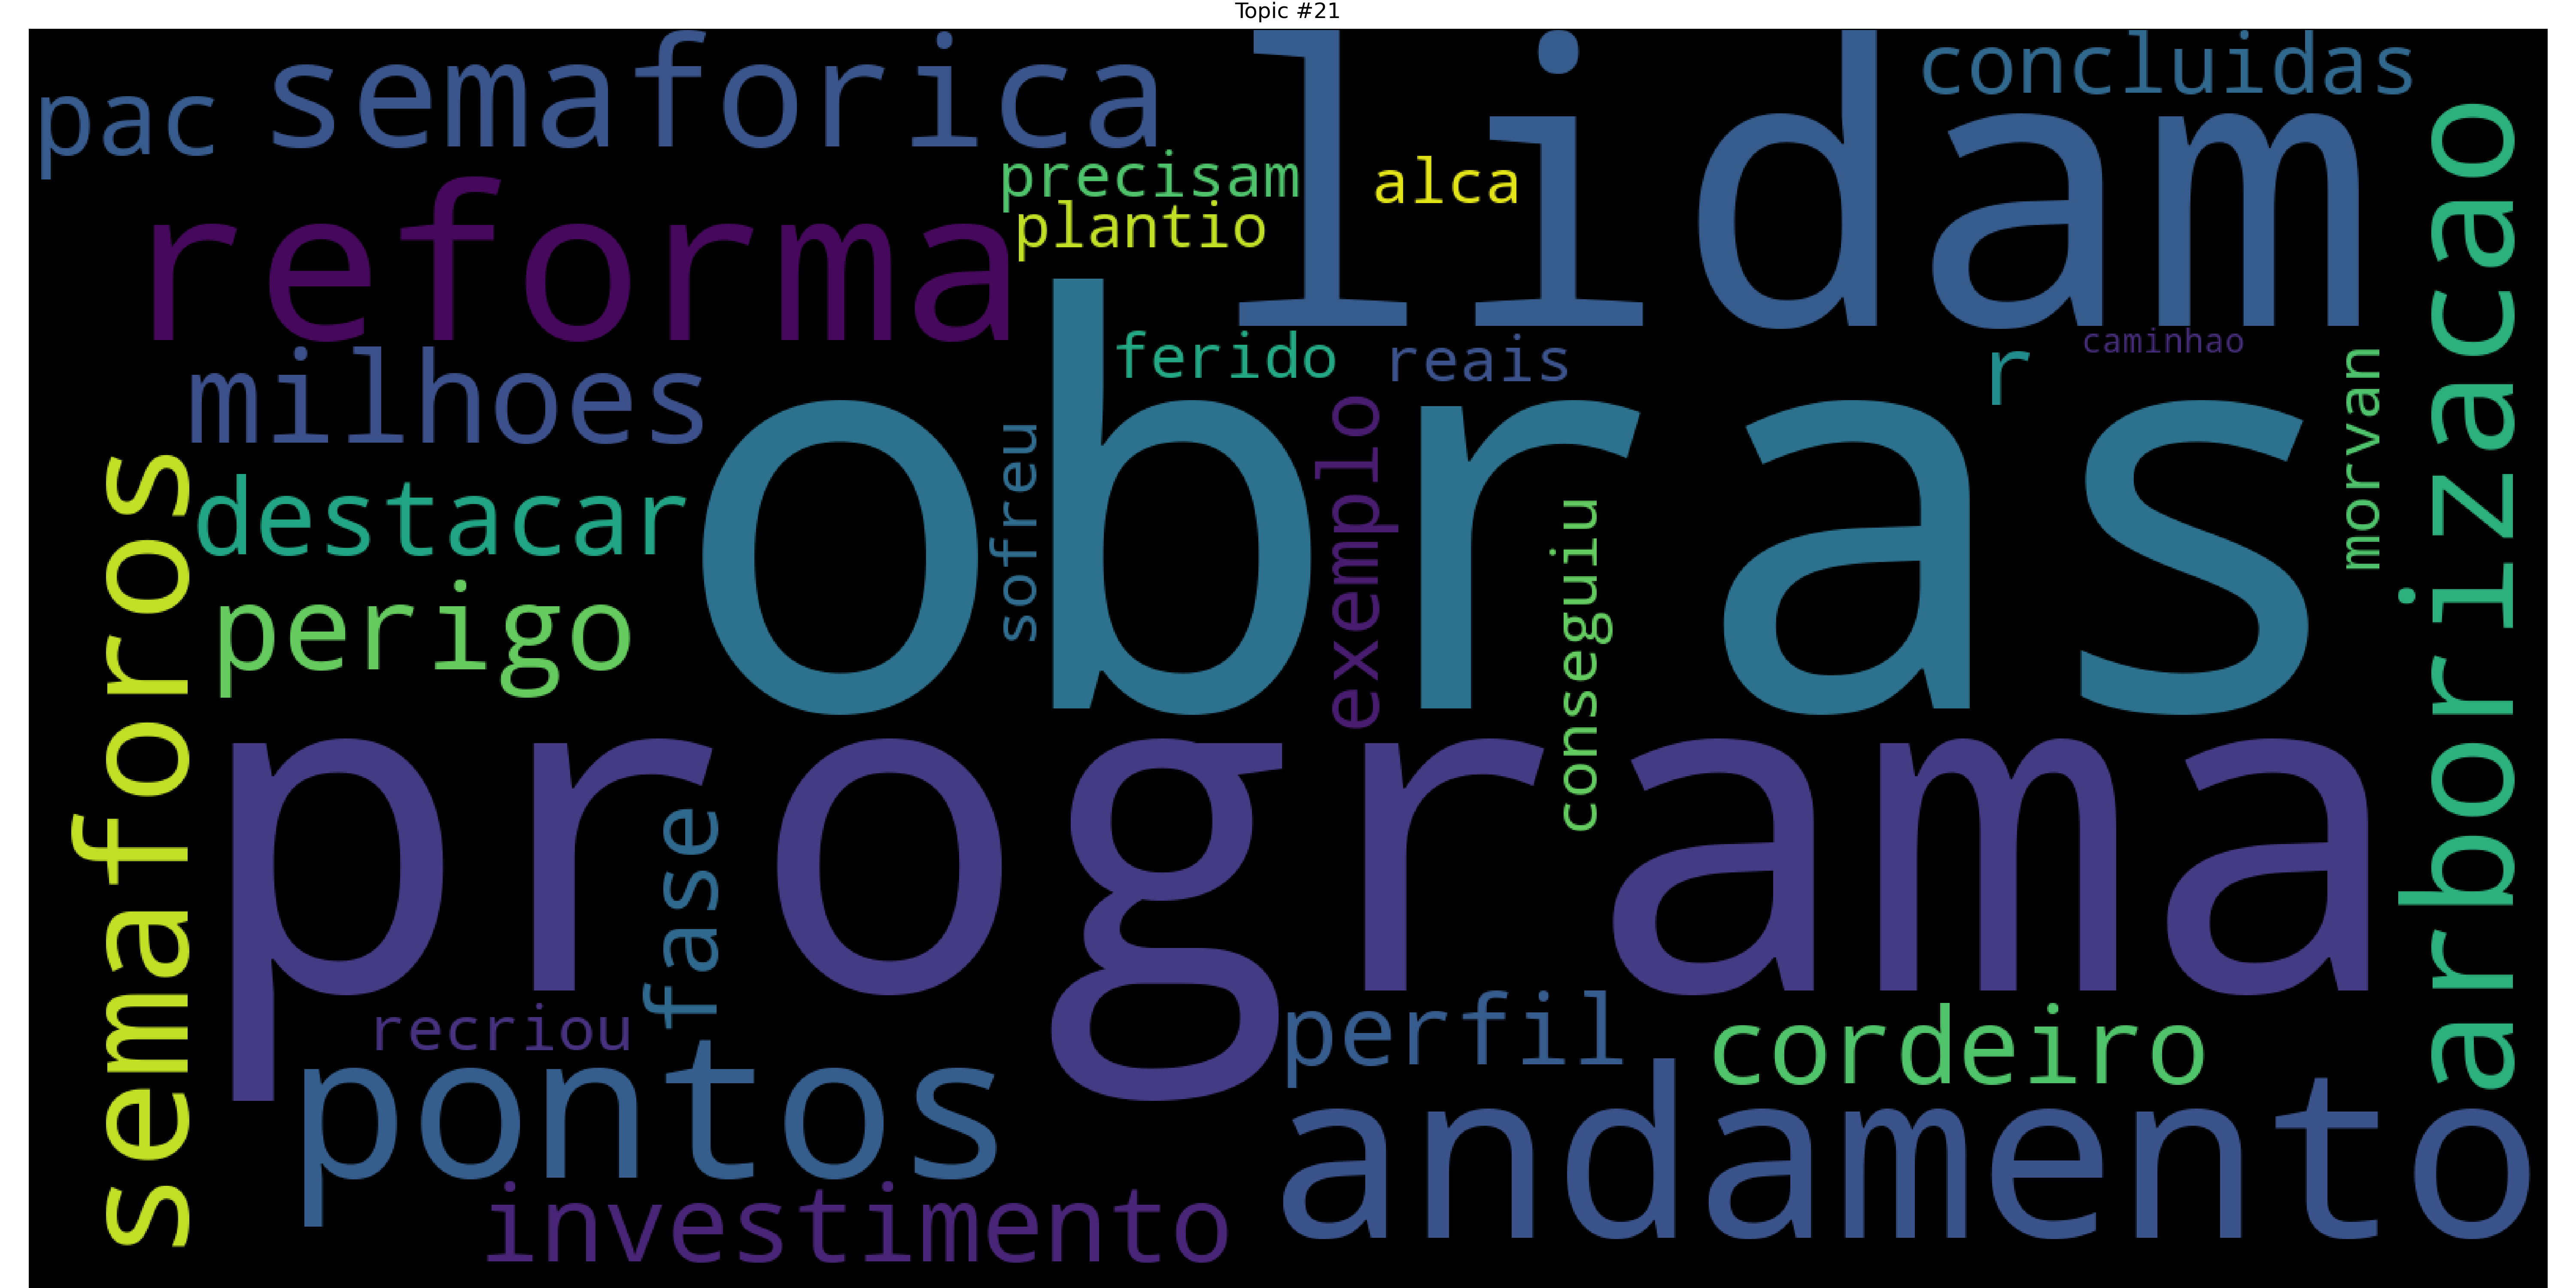 Topic #21
pac
semaforica
lidam
concluidas
precisam
alca
plantio
reforma
arborizacao
ferido
reais
r
caminhao
milhoes
obras
morvan
sofreu
exemplo
conseguiu
destacar
semaforos
perigo
programa
fase
recriou
perfil
cordeiro
pontos
andamento
investimento